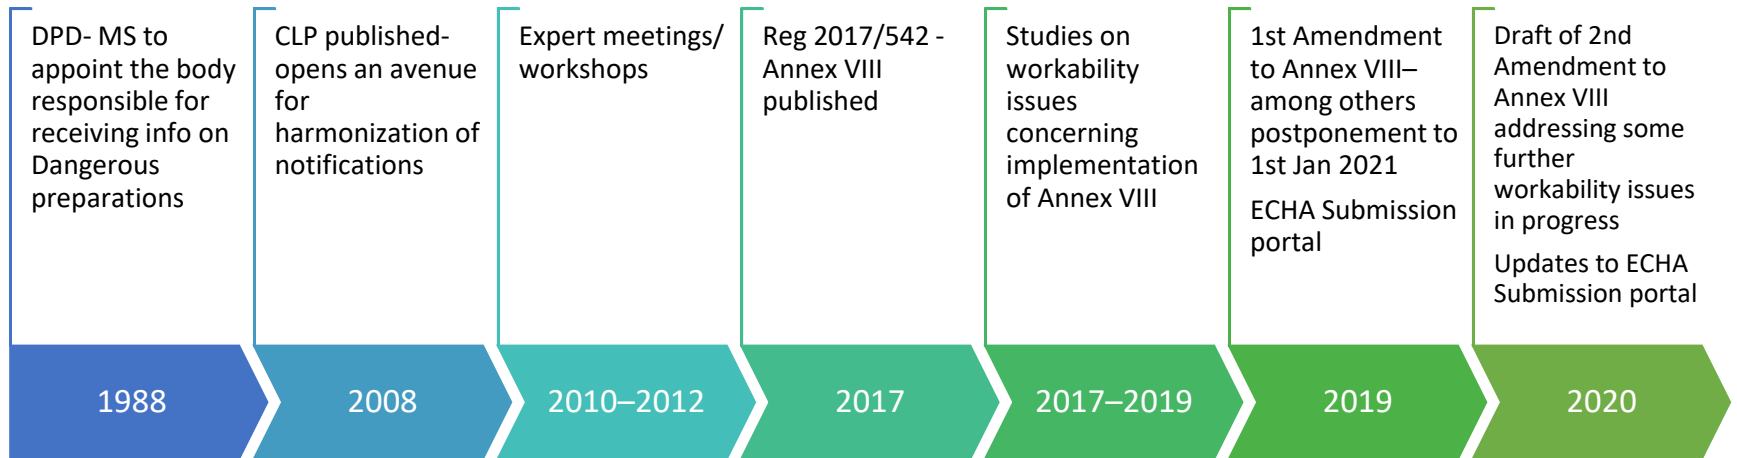 DPD- MS to
appoint the body
responsible for
receiving info on
Dangerous
preparations
CLP published-
opens an avenue
for
harmonization of
notifications
Expert meetings/
workshops
Reg 2017/542 -
Annex VIII
published
Studies on
workability
issues
concerning
implementation
of Annex VIII
1st Amendment
to Annex VIII–
among others
postponement to
1st Jan 2021
ECHA Submission
portal
Draft of 2nd
Amendment to
Annex VIII
addressing some
further
workability issues
in progress
Updates to ECHA
Submission portal
1988
2008
2010–2012
2017
2017–2019
2019
2020